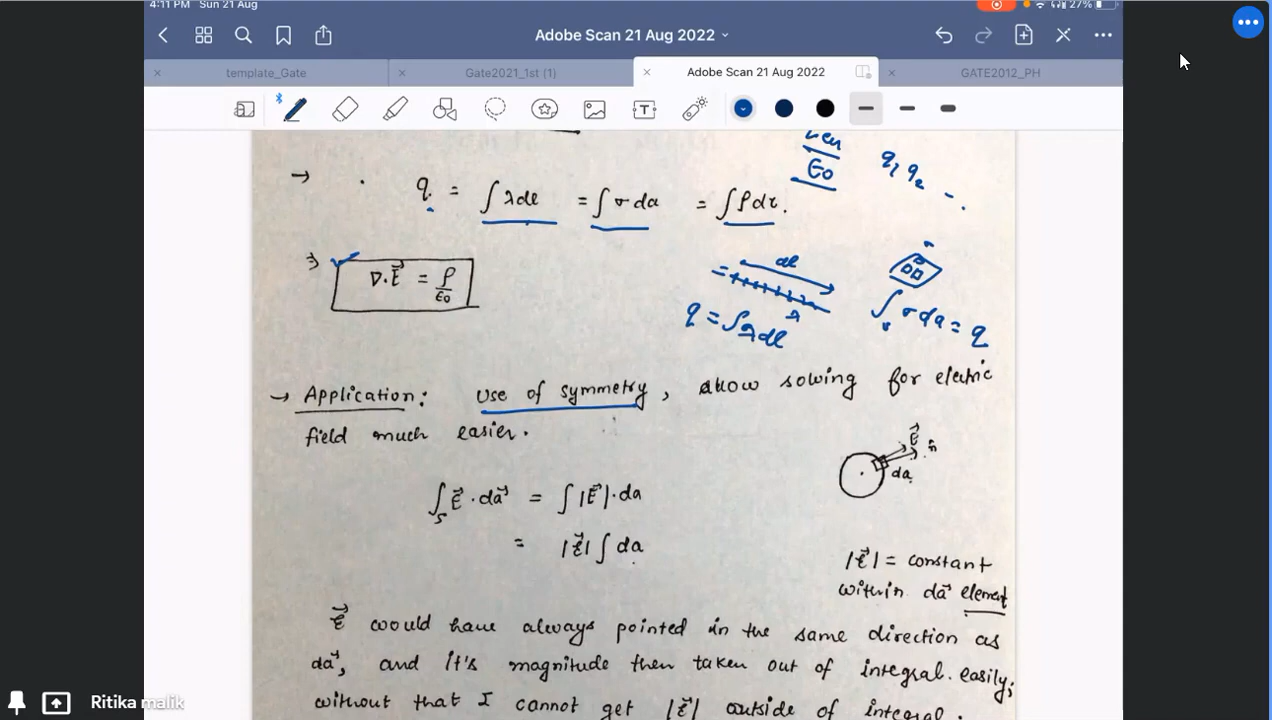 4:11 PM Sun 21 Aug
27%
Adobe Scan 21 Aug 2022
template_Gate
Gate2021_1st (1)
Adobe Scan 21 Aug 2022
GATE2012_PH
T
ε0
q1 q2 - - .
→ q = ∫λdl = ∫σda = ∫ρdτ.
dl
⇒ ∇·E⃗ = ρ/ε0
λ
q = ∫λdl
∫σda = q
→ Application: Use of symmetry, allow solving for electric
field much easier.
E⃗
n̂
da
∫S E⃗·da⃗ = ∫|E⃗|·da
= |E⃗|∫da
|E⃗| = constant
within da⃗ element
E⃗ would have always pointed in the same direction as
da⃗, and it's magnitude then taken out of integral easily;
without that I cannot get |E⃗| outside of integral.
Ritika malik